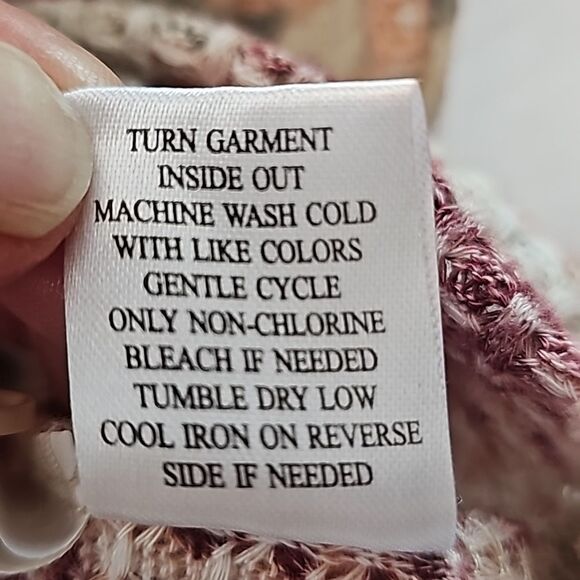 TURN GARMENT
INSIDE OUT
MACHINE WASH COLD
WITH LIKE COLORS
GENTLE CYCLE
ONLY NON-CHLORINE
BLEACH IF NEEDED
TUMBLE DRY LOW
COOL IRON ON REVERSE
SIDE IF NEEDED